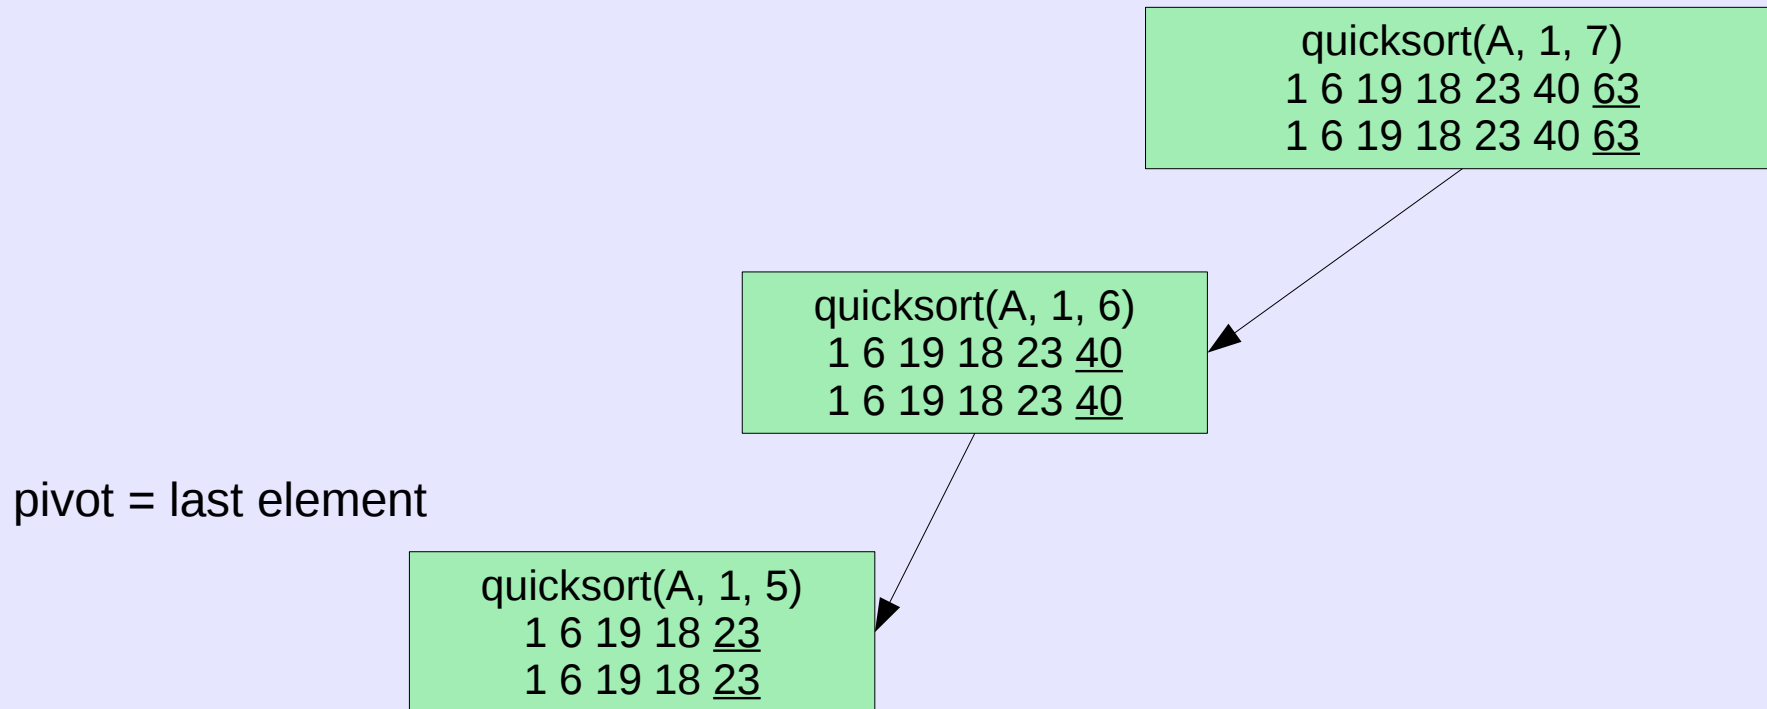 quicksort(A, 1, 7)
1 6 19 18 23 40 63
1 6 19 18 23 40 63
quicksort(A, 1, 6)
1 6 19 18 23 40
1 6 19 18 23 40
pivot = last element
quicksort(A, 1, 5)
1 6 19 18 23
1 6 19 18 23